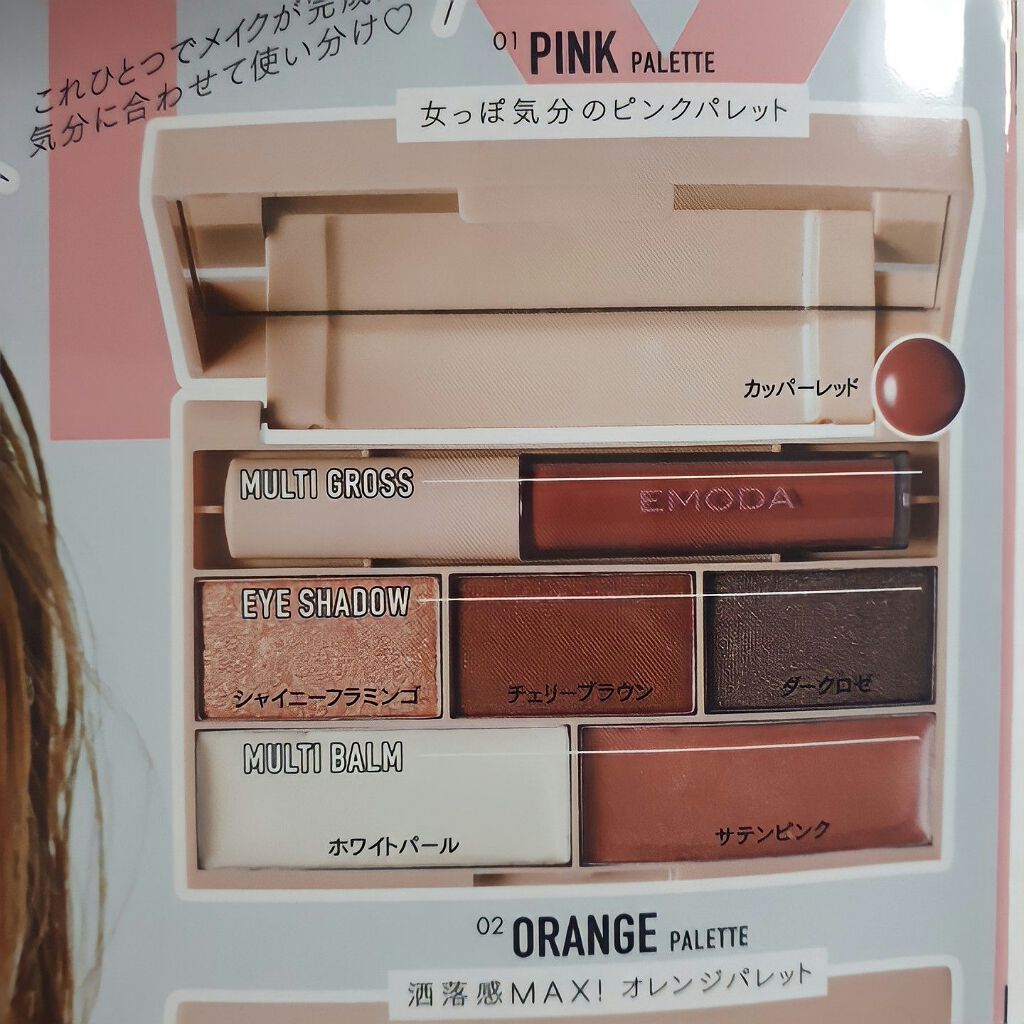 これひとつでメイクが完成
気分に合わせて使い分け♡
01 PINK PALETTE
女っぽ気分のピンクパレット
カッパーレッド
MULTI GROSS
EMODA
EYE SHADOW
シャイニーフラミンゴ
チェリーブラウン
ダークロゼ
MULTI BALM
ホワイトパール
サテンピンク
02 ORANGE PALETTE
洒落感MAX! オレンジパレット